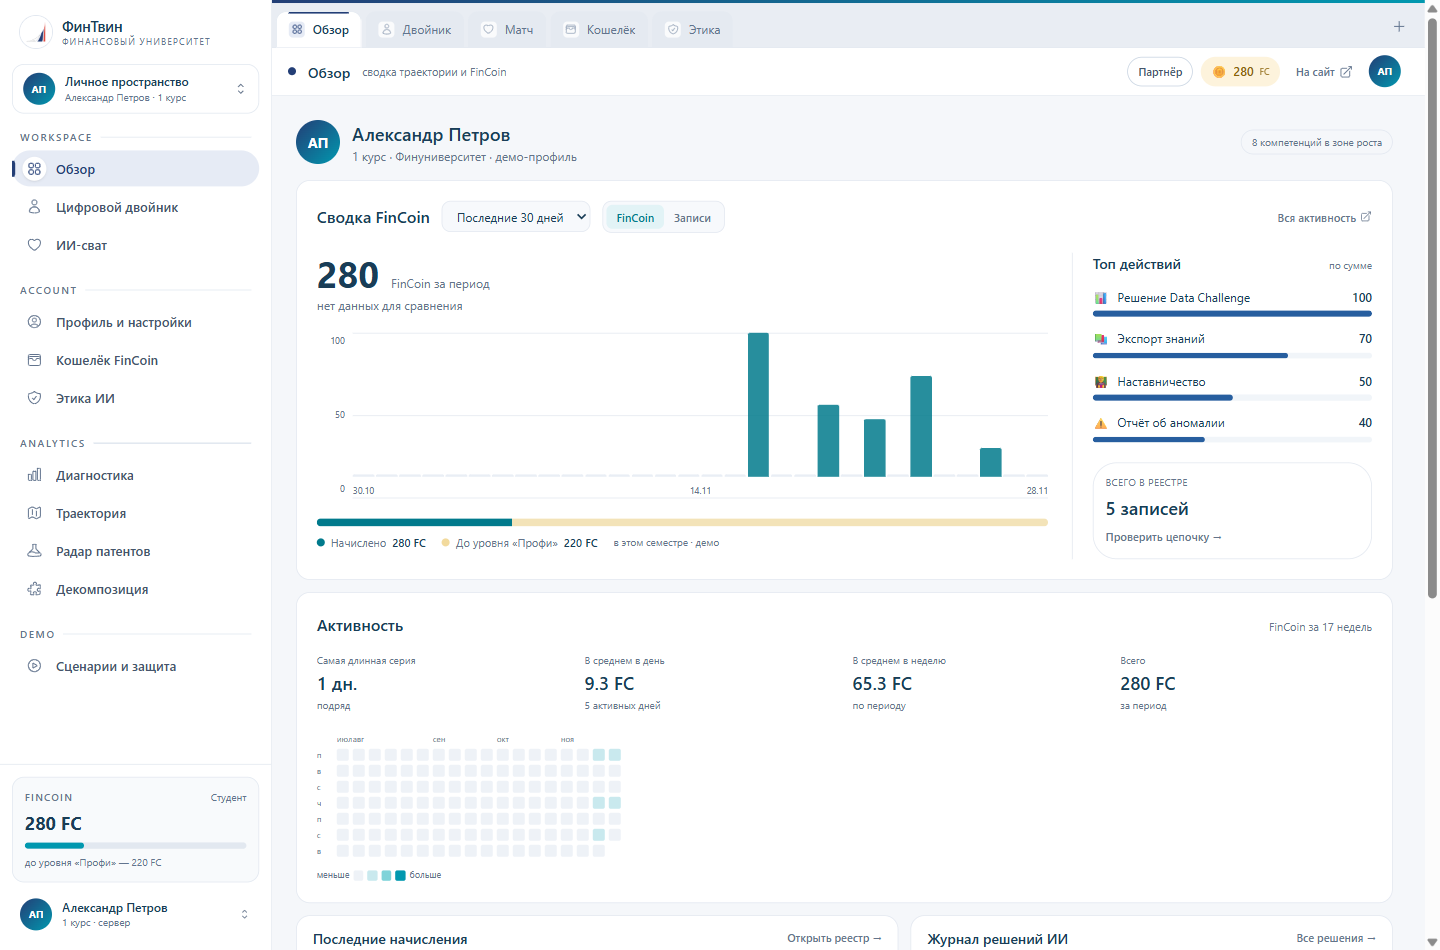 ФинТвин
ФИНАНСОВЫЙ УНИВЕРСИТЕТ
АП
Личное пространство
Александр Петров · 1 курс
WORKSPACE
Обзор
Цифровой двойник
ИИ-сват
ACCOUNT
Профиль и настройки
Кошелёк FinCoin
Этика ИИ
ANALYTICS
Диагностика
Траектория
Радар патентов
Декомпозиция
DEMO
Сценарии и защита
FINCOIN
Студент
280 FC
до уровня «Профи» — 220 FC
АП
Александр Петров
1 курс · сервер
Обзор
Двойник
Матч
Кошелёк
Этика
Обзор
сводка траектории и FinCoin
Партнёр
280 FC
На сайт
АП
АП
Александр Петров
1 курс · Финуниверситет · демо-профиль
8 компетенций в зоне роста
Сводка FinCoin
Последние 30 дней
FinCoin
Записи
Вся активность
280 FinCoin за период
нет данных для сравнения
100
50
0
30.10
14.11
28.11
Начислено 280 FC
До уровня «Профи» 220 FC
в этом семестре · демо
Топ действий
по сумме
Решение Data Challenge 100
Экспорт знаний 70
Наставничество 50
Отчёт об аномалии 40
ВСЕГО В РЕЕСТРЕ
5 записей
Проверить цепочку →
Активность
FinCoin за 17 недель
Самая длинная серия
1 дн.
подряд
В среднем в день
9.3 FC
5 активных дней
В среднем в неделю
65.3 FC
по периоду
Всего
280 FC
за период
июлавг сен окт ноя
п
в
с
ч
п
с
в
меньше
больше
Последние начисления
Открыть реестр →
Журнал решений ИИ
Все решения →